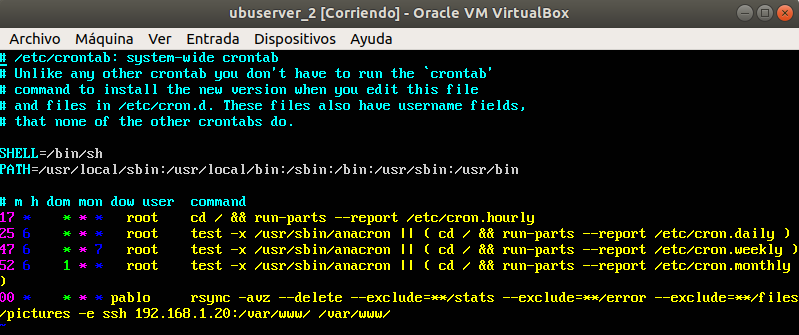 ubuserver_2 [Corriendo] - Oracle VM VirtualBox
Archivo Máquina Ver Entrada Dispositivos Ayuda
# /etc/crontab: system-wide crontab
# Unlike any other crontab you don't have to run the `crontab'
# command to install the new version when you edit this file
# and files in /etc/cron.d. These files also have username fields,
# that none of the other crontabs do.
SHELL=/bin/sh
PATH=/usr/local/sbin:/usr/local/bin:/sbin:/bin:/usr/sbin:/usr/bin
# m h dom mon dow user  command
17 *    * * *   root    cd / && run-parts --report /etc/cron.hourly
25 6    * * *   root    test -x /usr/sbin/anacron || ( cd / && run-parts --report /etc/cron.daily )
47 6    * * 7   root    test -x /usr/sbin/anacron || ( cd / && run-parts --report /etc/cron.weekly )
52 6    1 * *   root    test -x /usr/sbin/anacron || ( cd / && run-parts --report /etc/cron.monthly
)
00 *    * * * pablo     rsync -avz --delete --exclude=**/stats --exclude=**/error --exclude=**/files
/pictures -e ssh 192.168.1.20:/var/www/ /var/www/